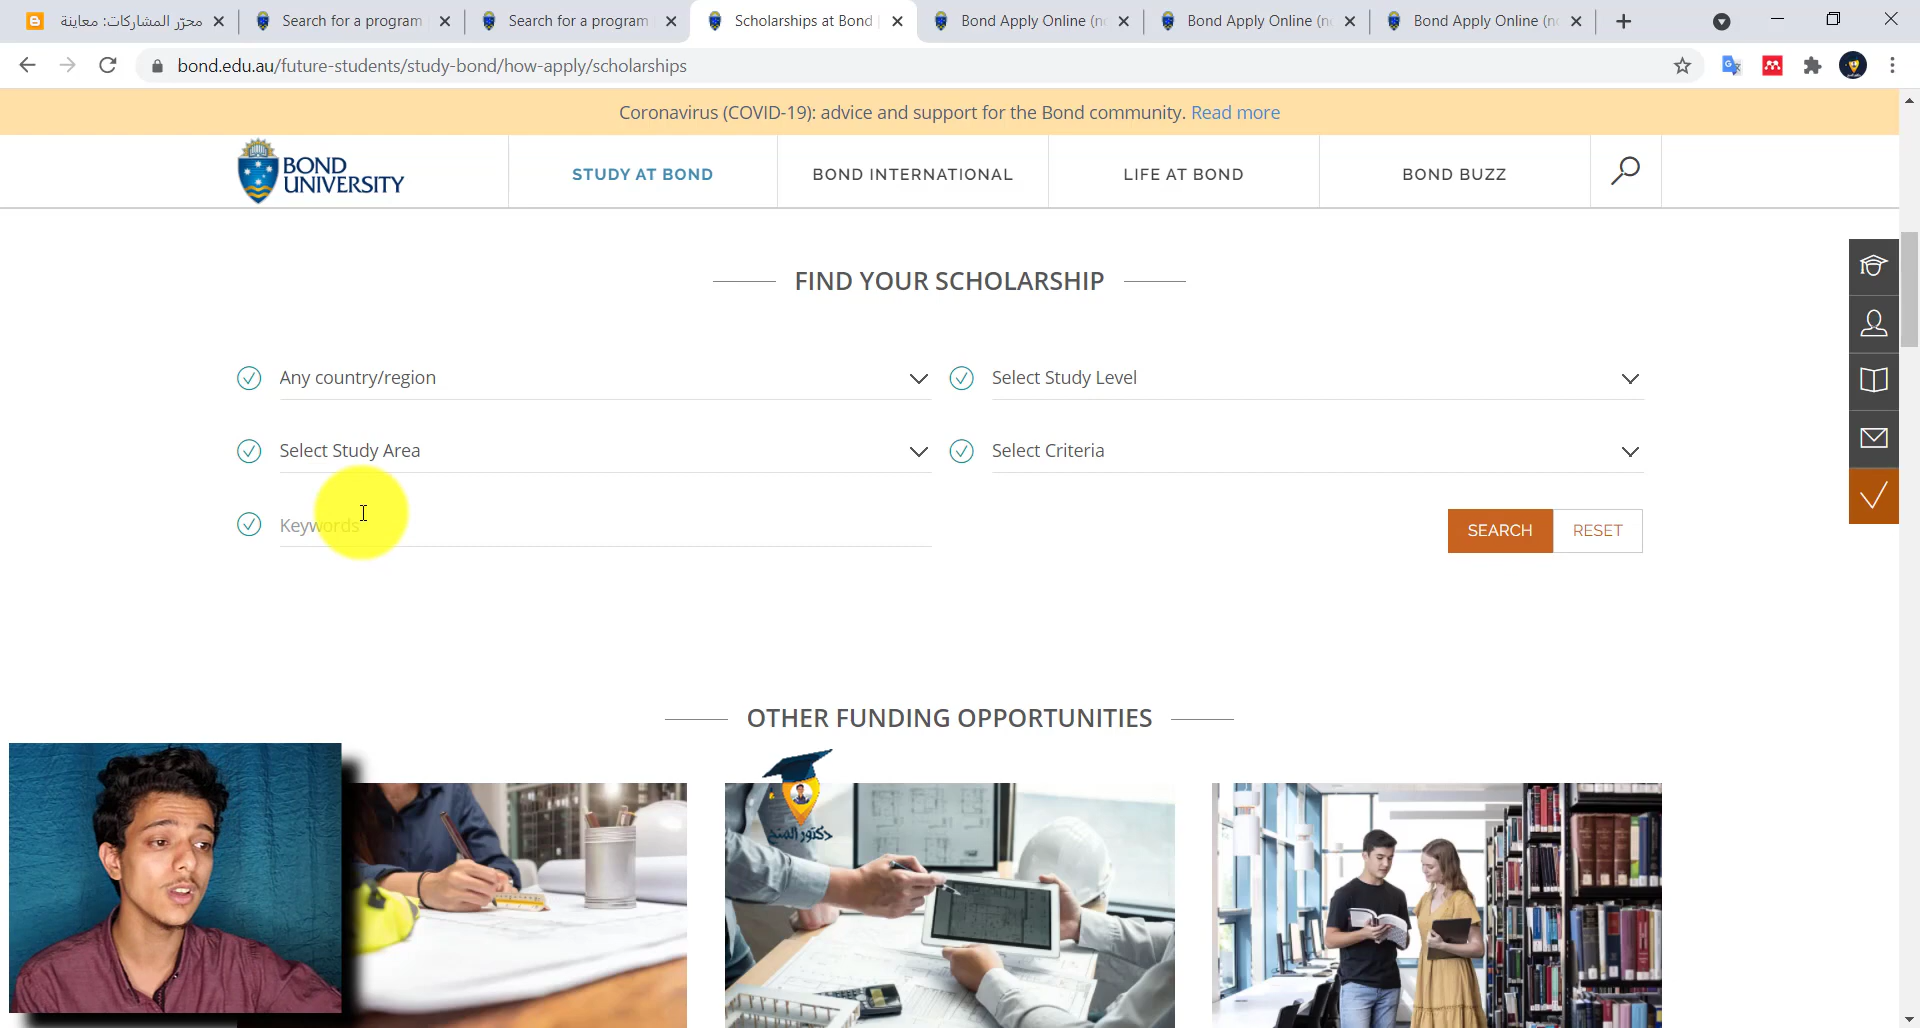 محرّر المشاركات: معاينة
Search for a program
Search for a program
Scholarships at Bond
Bond Apply Online (n
Bond Apply Online (n
Bond Apply Online (n
bond.edu.au/future-students/study-bond/how-apply/scholarships
Coronavirus (COVID-19): advice and support for the Bond community. Read more
BOND
UNIVERSITY
STUDY AT BOND
BOND INTERNATIONAL
LIFE AT BOND
BOND BUZZ
FIND YOUR SCHOLARSHIP
Any country/region
Select Study Level
Select Study Area
Select Criteria
Keywords
SEARCH
RESET
OTHER FUNDING OPPORTUNITIES
دكتور المنح